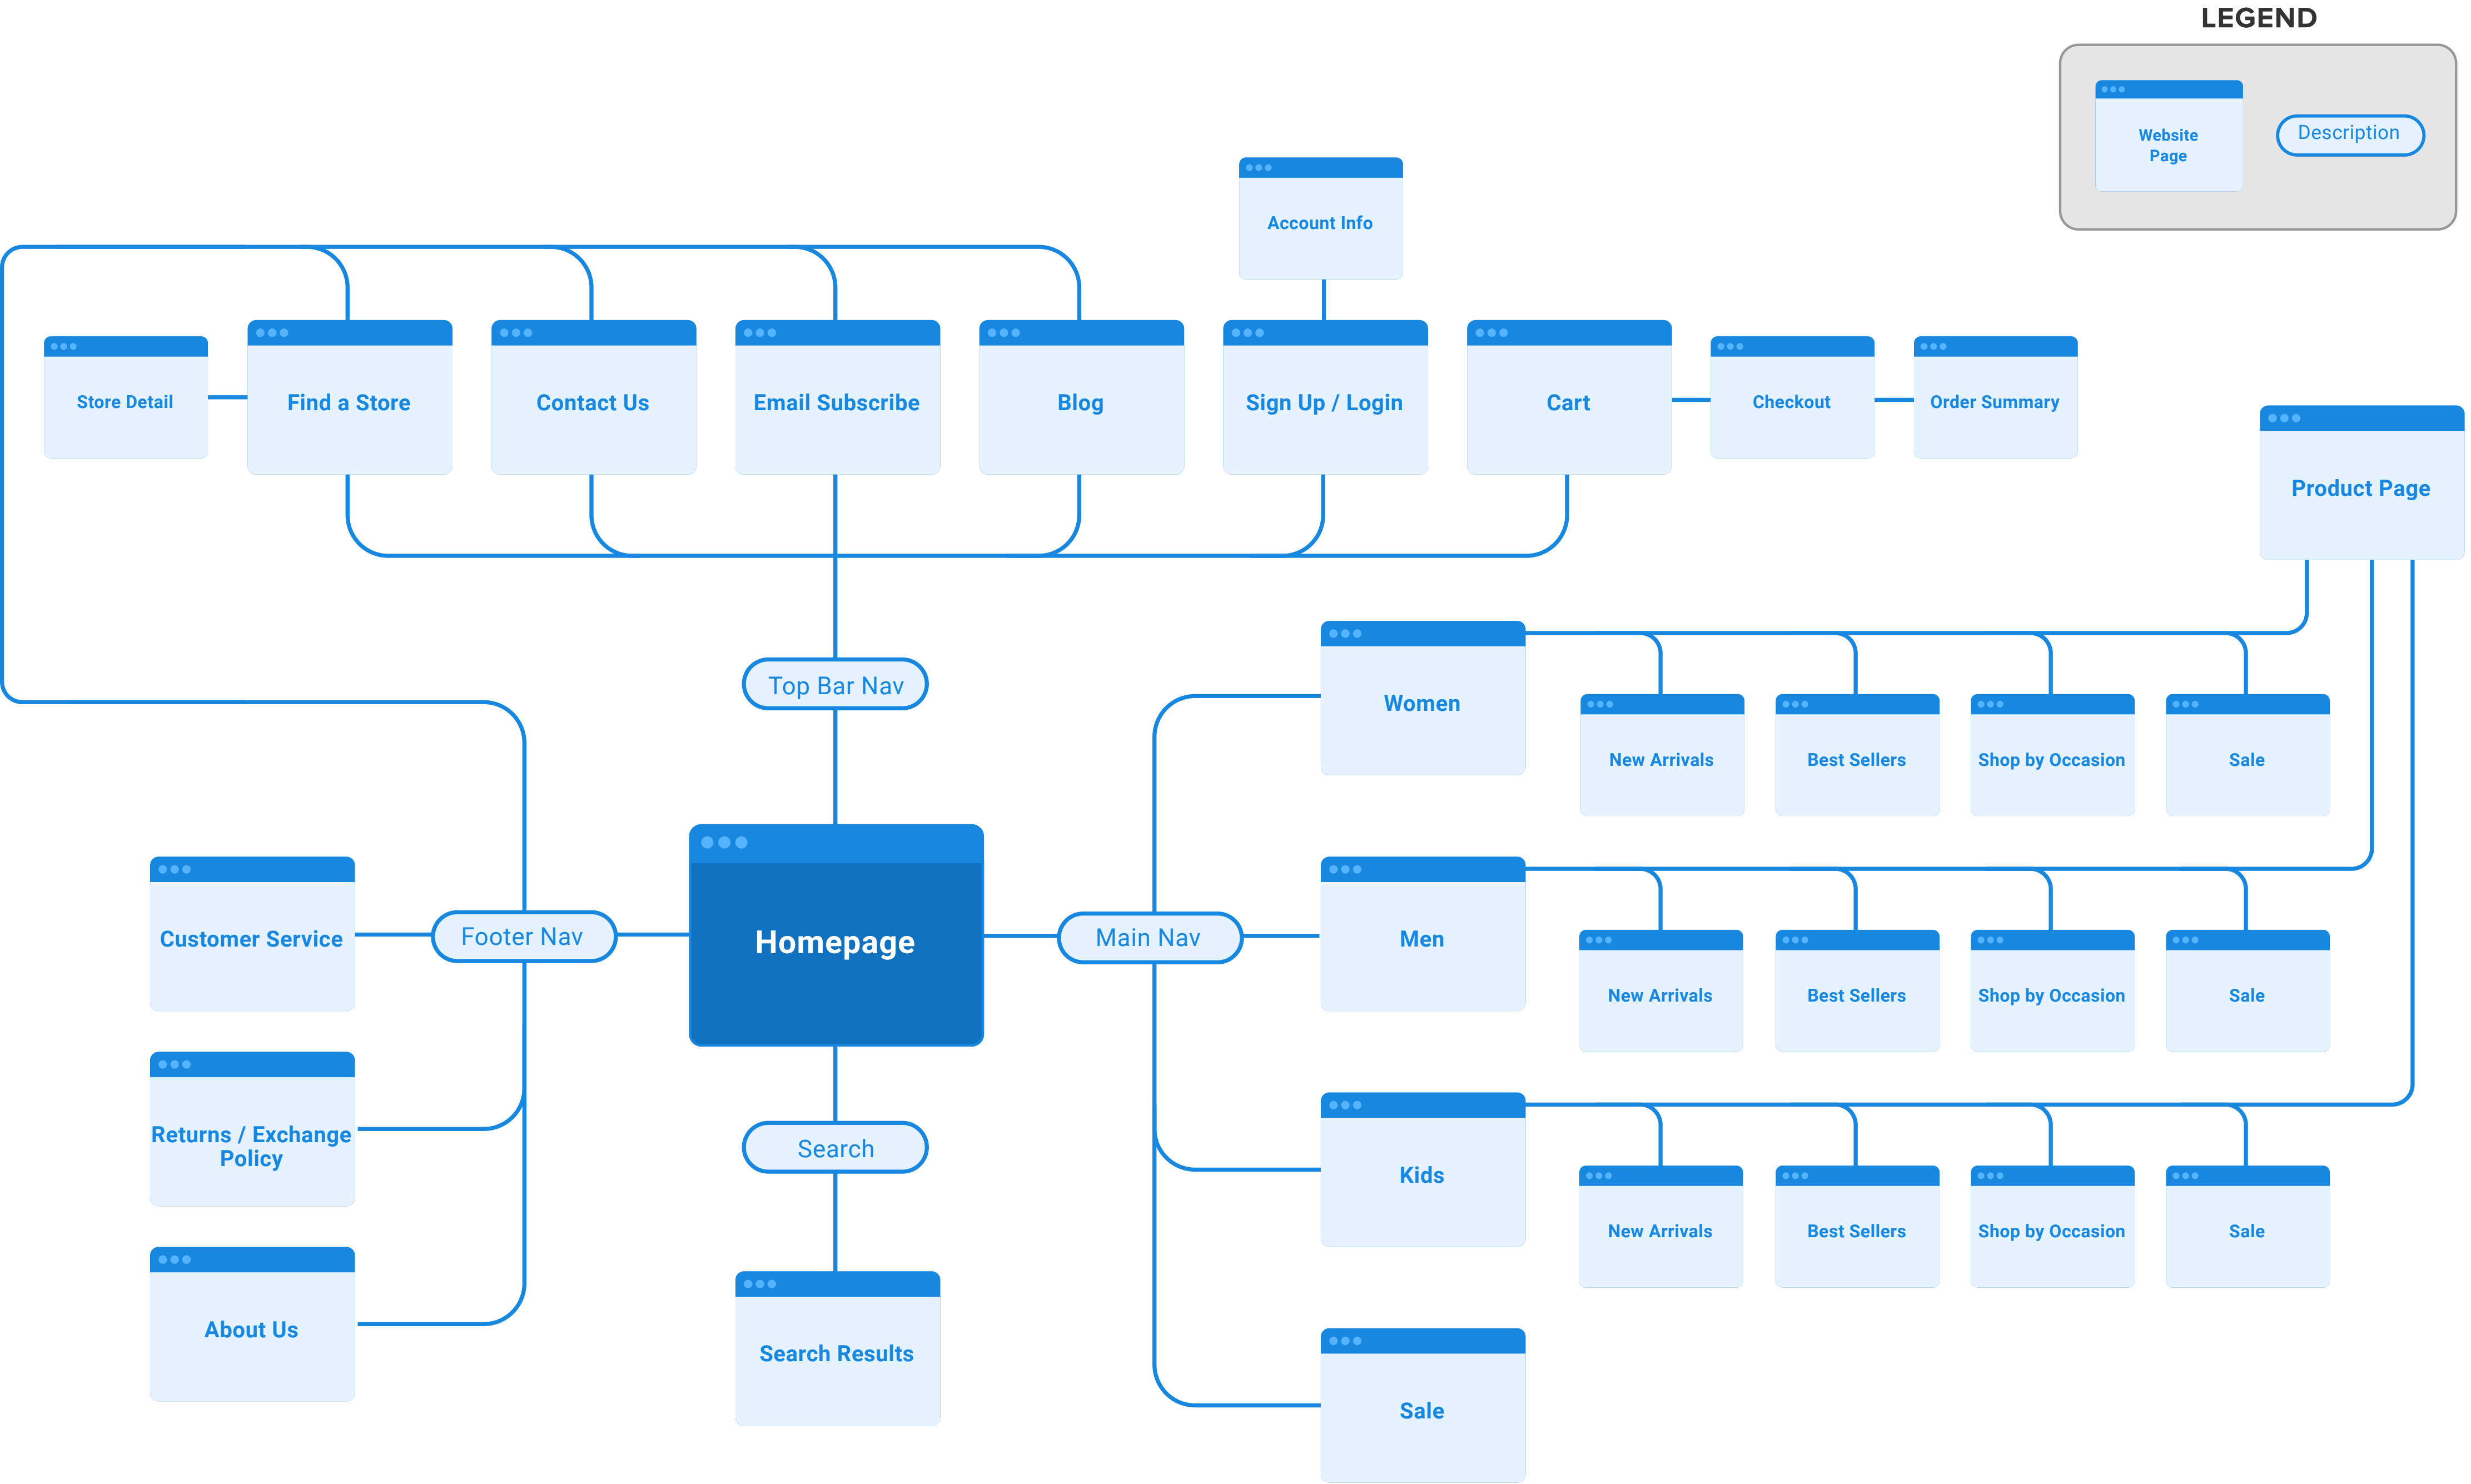 LEGEND
Website
Page
Description
Account Info
Store Detail
Find a Store
Contact Us
Email Subscribe
Blog
Sign Up / Login
Cart
Checkout
Order Summary
Product Page
Top Bar Nav
Women
New Arrivals
Best Sellers
Shop by Occasion
Sale
Customer Service
Footer Nav
Homepage
Main Nav
Men
New Arrivals
Best Sellers
Shop by Occasion
Sale
Returns / Exchange
Policy
Search
Kids
New Arrivals
Best Sellers
Shop by Occasion
Sale
About Us
Search Results
Sale